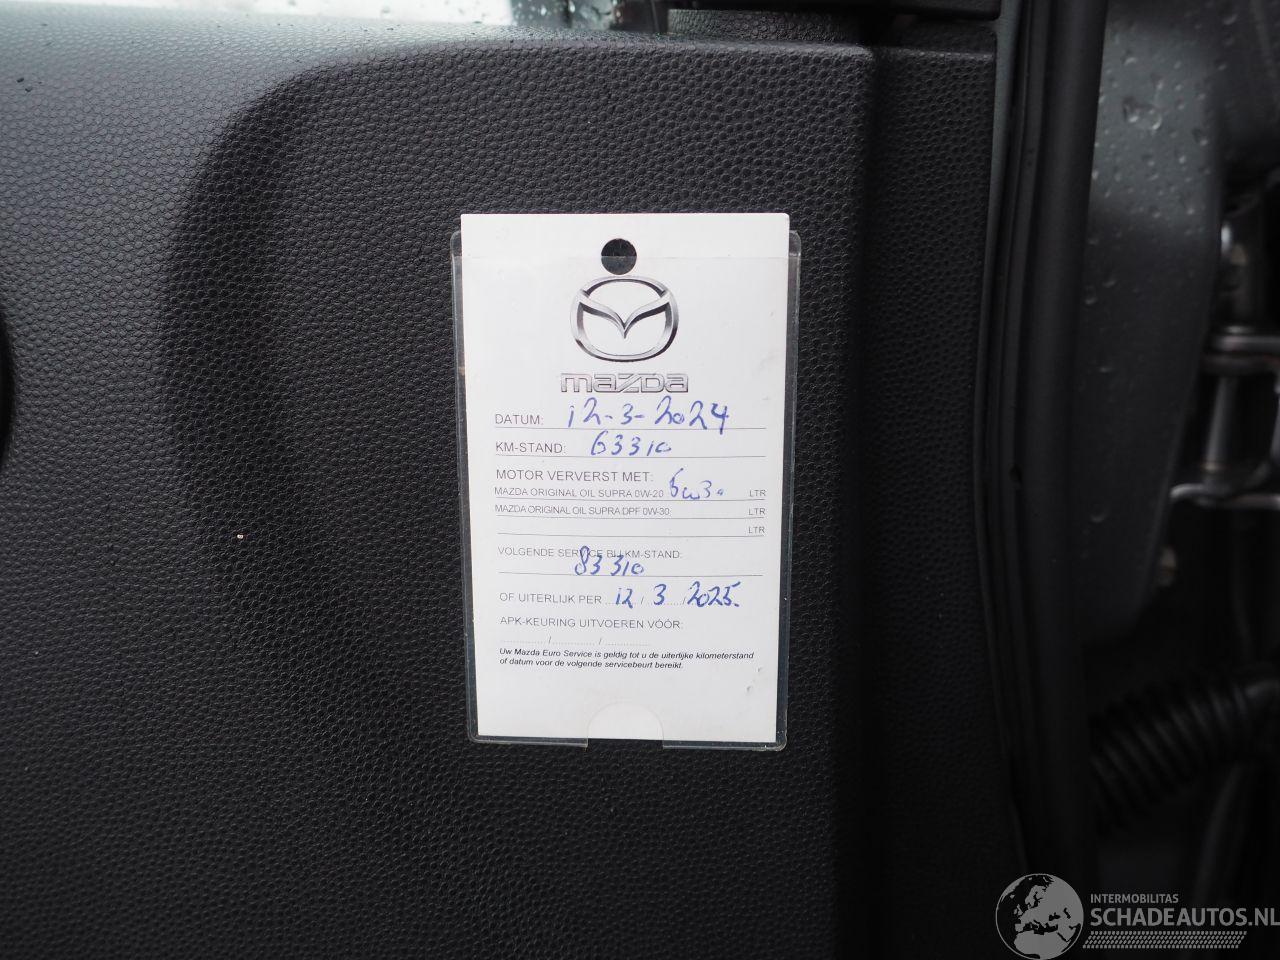 mazda
DATUM: 12-3-2024
KM-STAND: 63310
MOTOR VERVERST MET:
MAZDA ORIGINAL OIL SUPRA 0W-20 5w30 LTR
MAZDA ORIGINAL OIL SUPRA DPF 0W-30 LTR
LTR
VOLGENDE SERVICE BIJ KM-STAND:
83310
OF UITERLIJK PER 12 / 3 / 2025.
APK-KEURING UITVOEREN VÓÓR:
............... / ............... / ...............
Uw Mazda Euro Service is geldig tot u de uiterlijke kilometerstand
of datum voor de volgende servicebeurt bereikt.
INTERMOBILITAS
SCHADEAUTOS.NL